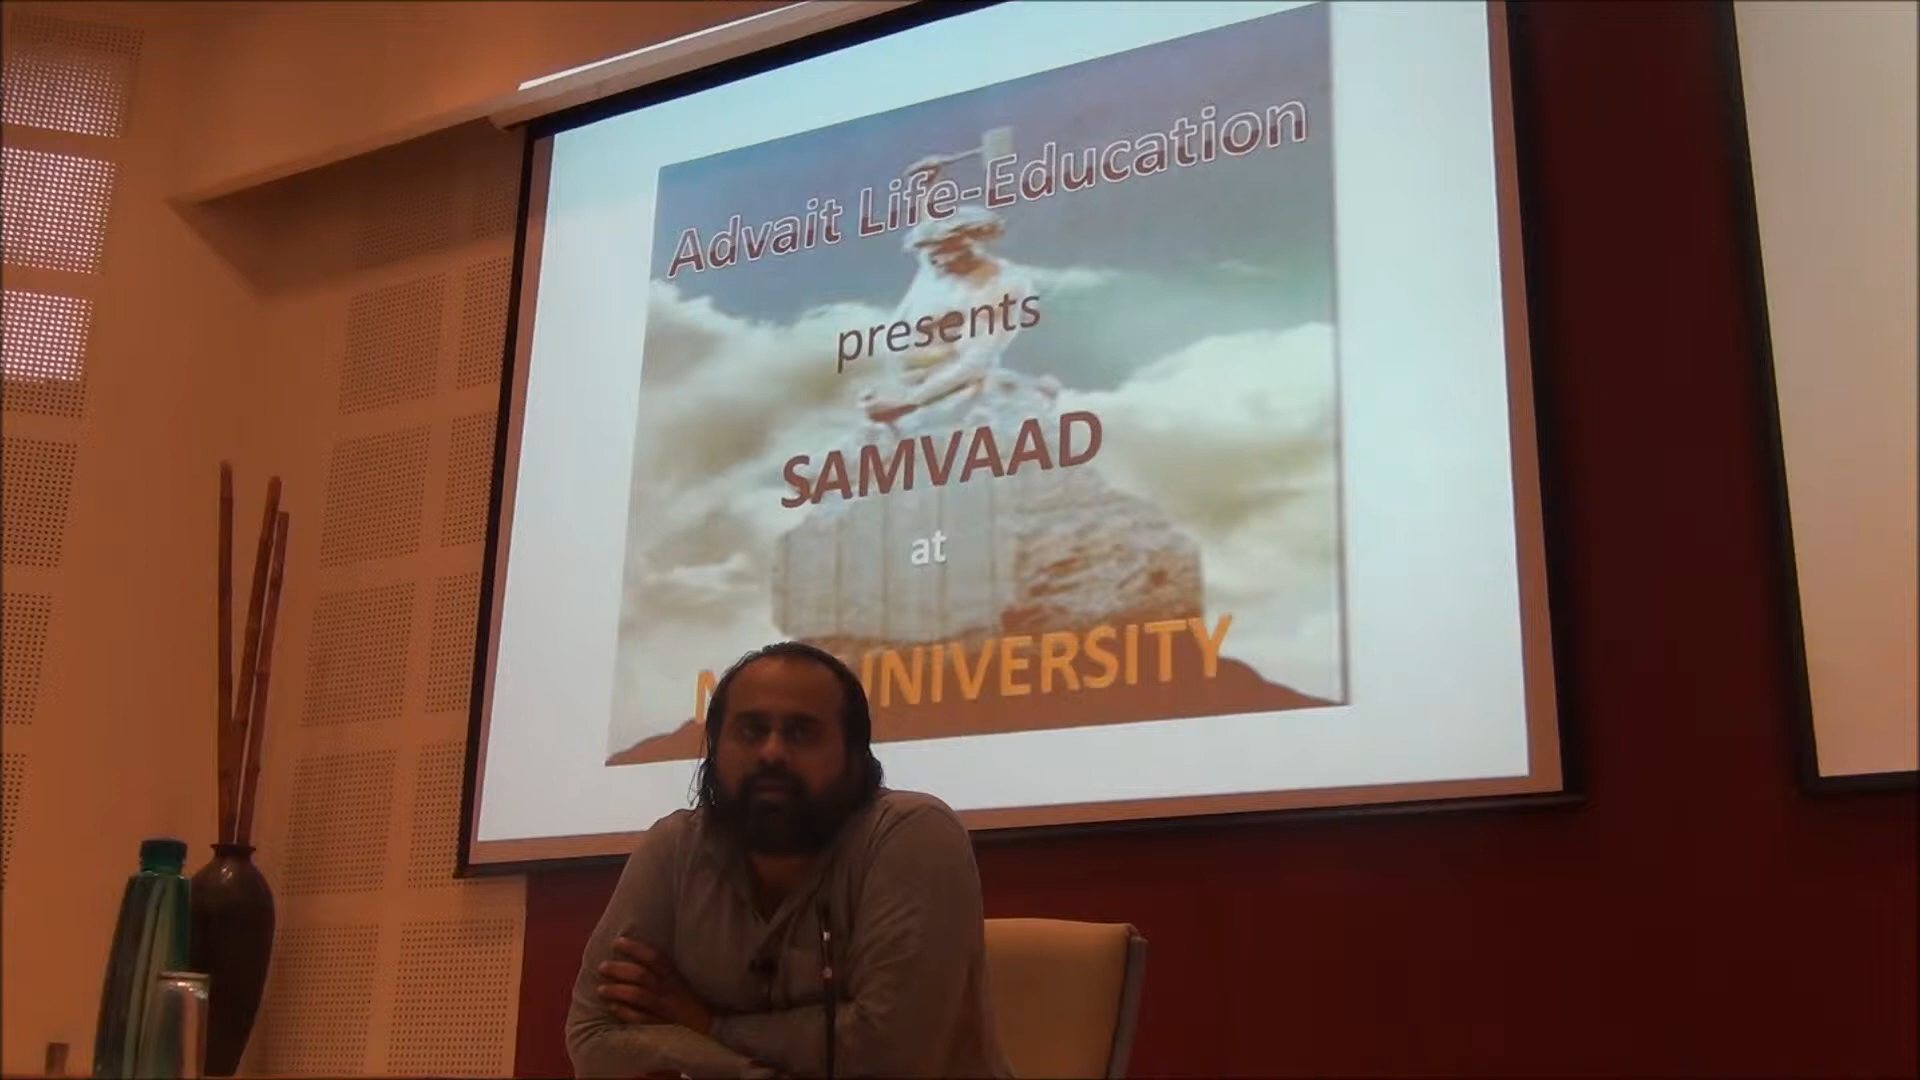 Advait Life-Education
presents
SAMVAAD
at
UNIVERSITY